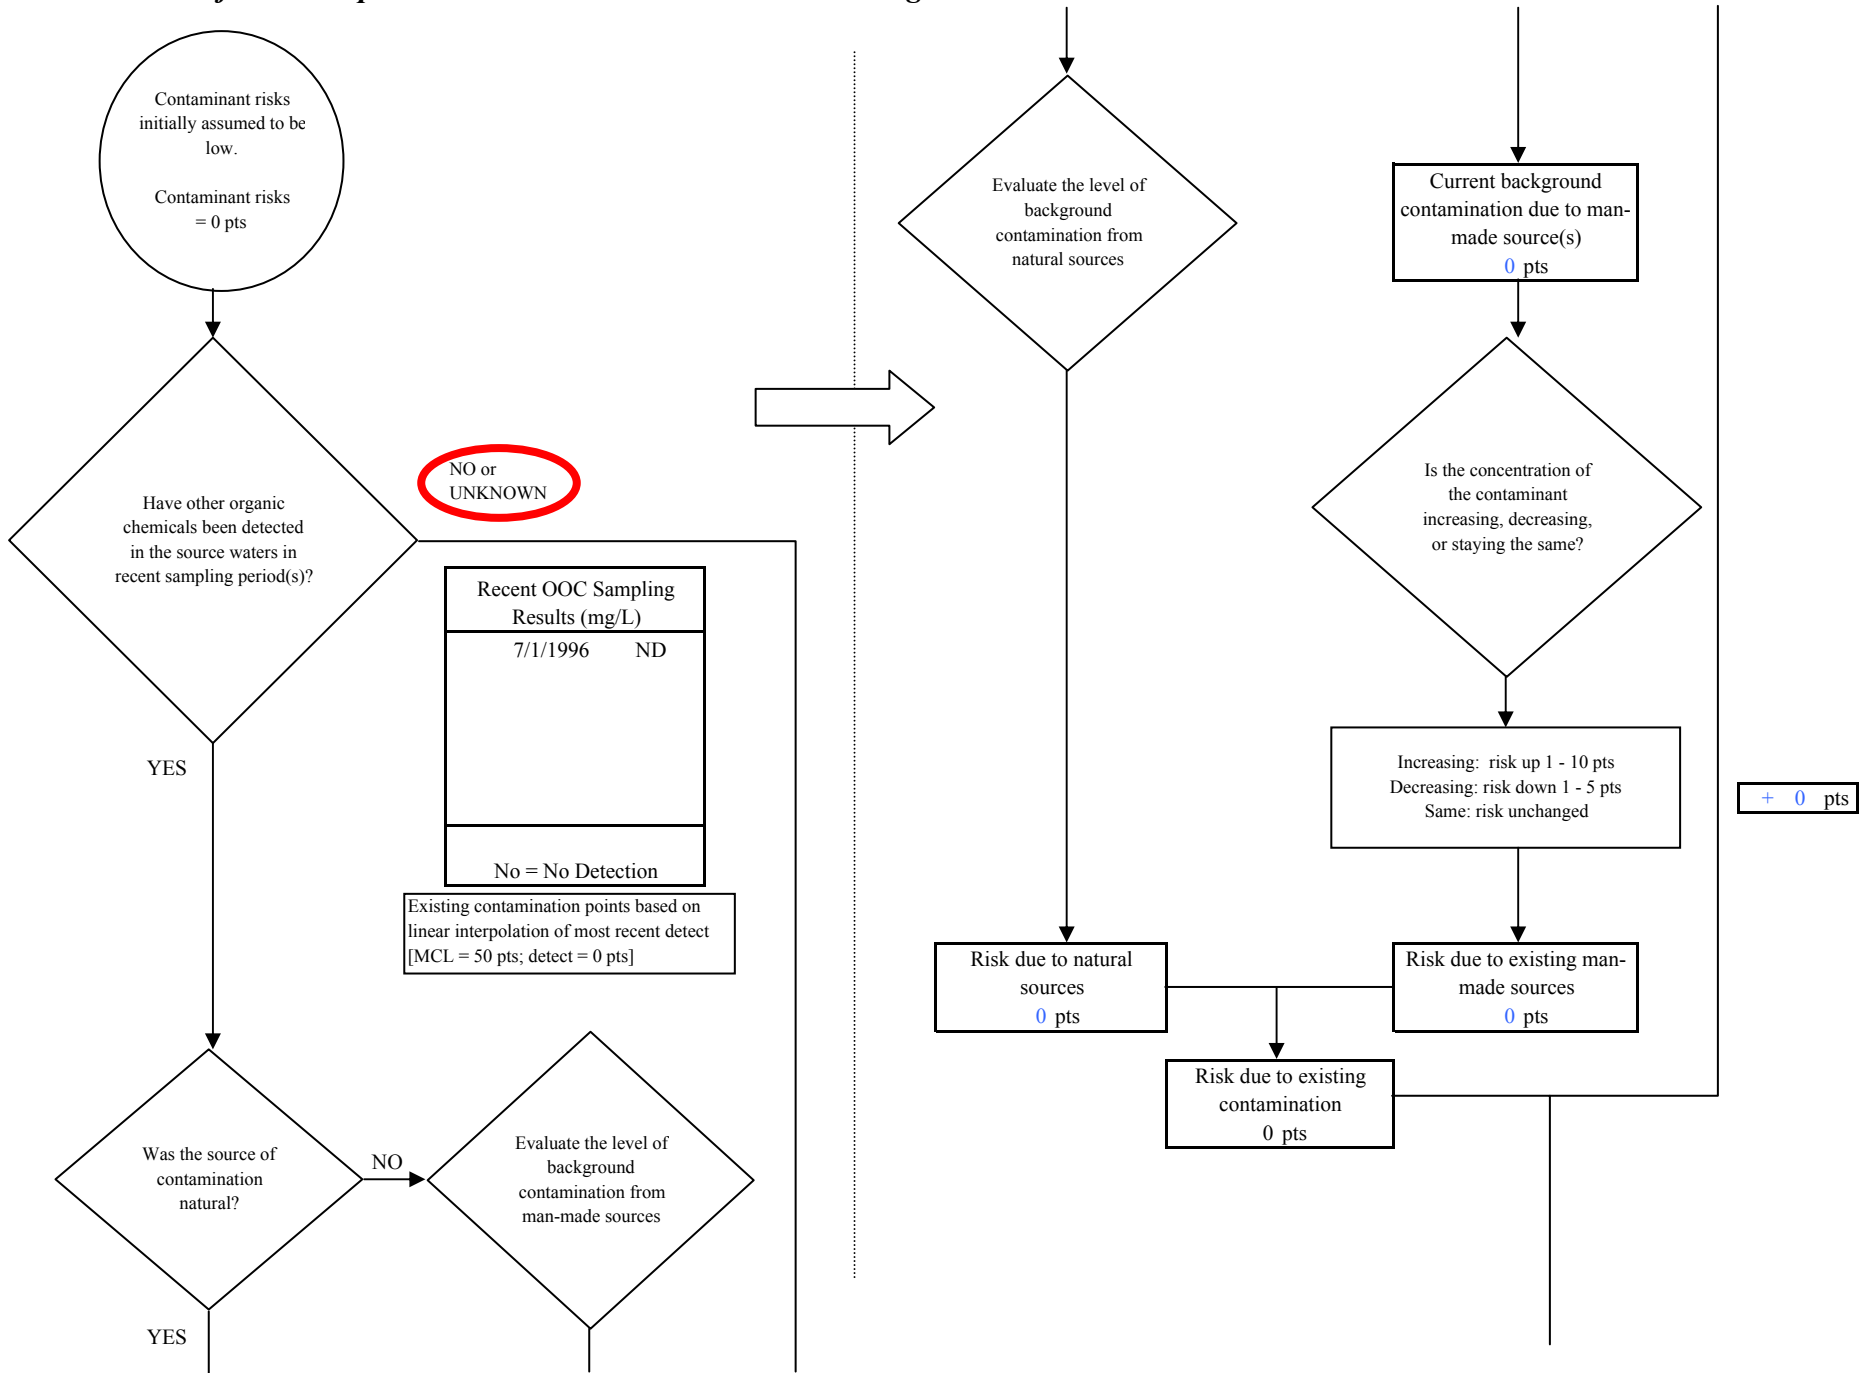 Contaminant risks
initially assumed to be
low.
Contaminant risks
= 0 pts
Have other organic
chemicals been detected
in the source waters in
recent sampling period(s)?
NO or
UNKNOWN
Recent OOC Sampling
Results (mg/L)
7/1/1996 ND
No = No Detection
Existing contamination points based on
linear interpolation of most recent detect
[MCL = 50 pts; detect = 0 pts]
YES
Was the source of
contamination
natural?
NO
Evaluate the level of
background
contamination from
man-made sources
YES
Evaluate the level of
background
contamination from
natural sources
Current background
contamination due to man-
made source(s)
0 pts
Is the concentration of
the contaminant
increasing, decreasing,
or staying the same?
Increasing: risk up 1 - 10 pts
Decreasing: risk down 1 - 5 pts
Same: risk unchanged
+ 0 pts
Risk due to natural
sources
0 pts
Risk due to existing man-
made sources
0 pts
Risk due to existing
contamination
0 pts